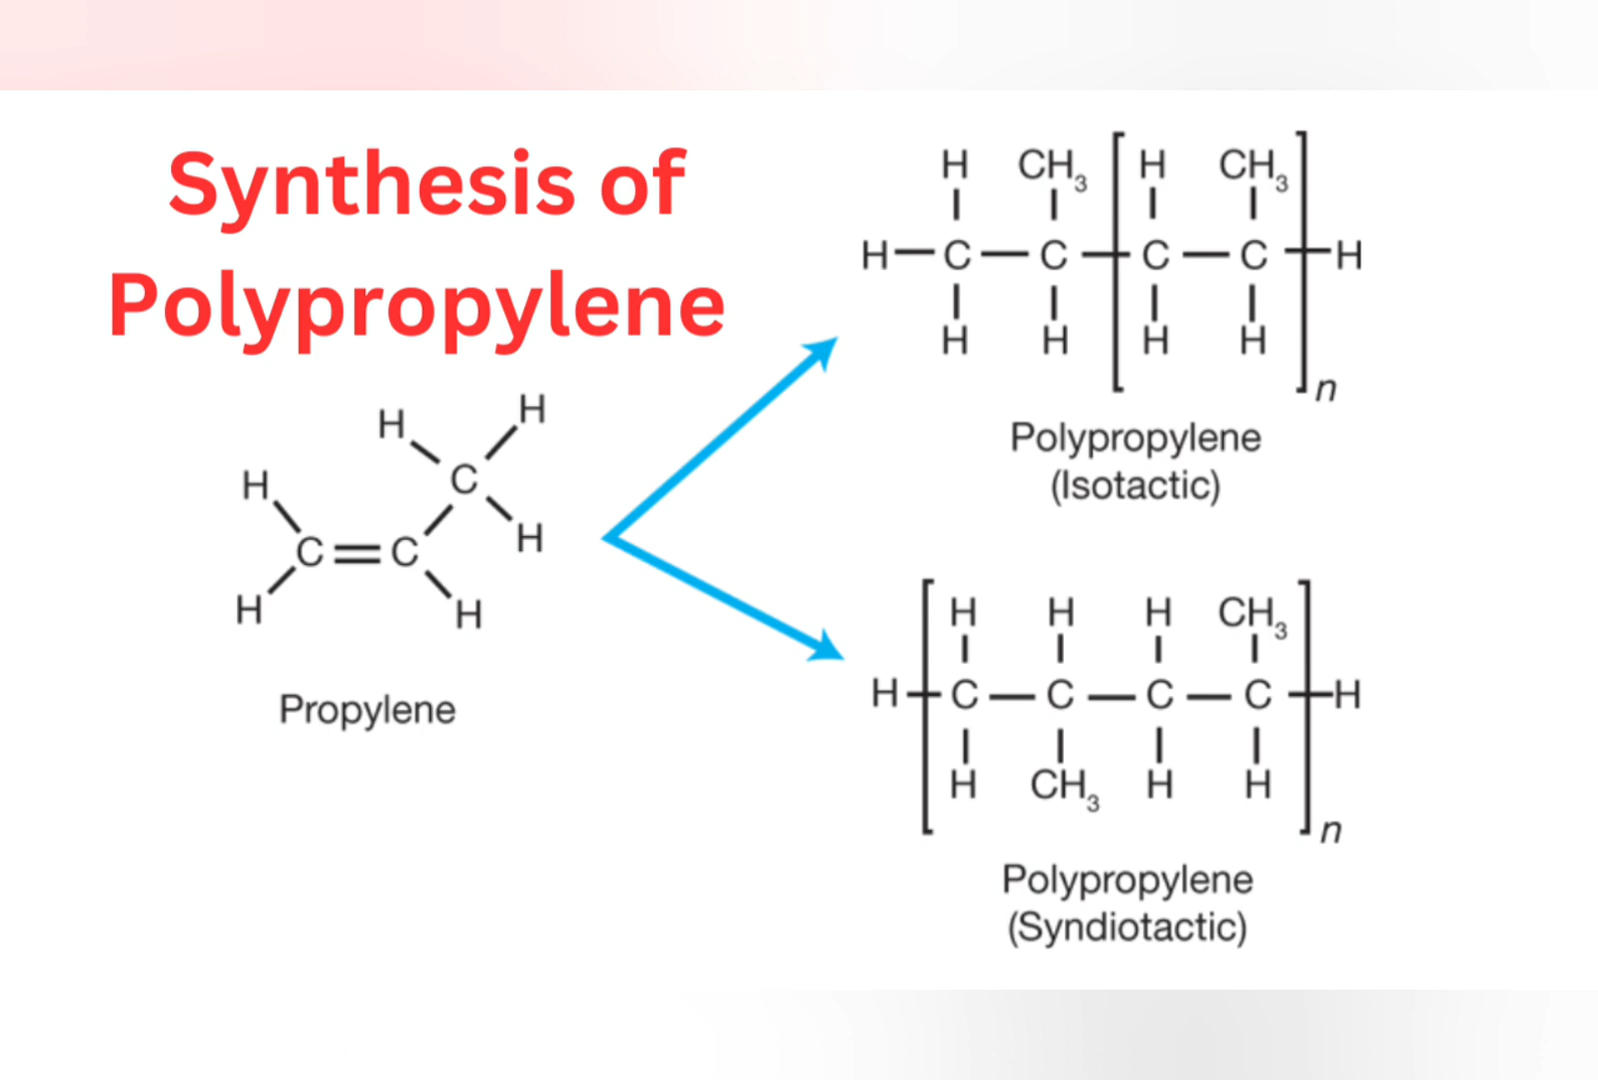 Synthesis of
Polypropylene
H H
H C
H C=C H
H H
Propylene
H CH3 H CH3
H—C—C—C—C—H
H H H H
n
Polypropylene
(Isotactic)
H H H CH3
H—C—C—C—C—H
H CH3 H H
n
Polypropylene
(Syndiotactic)